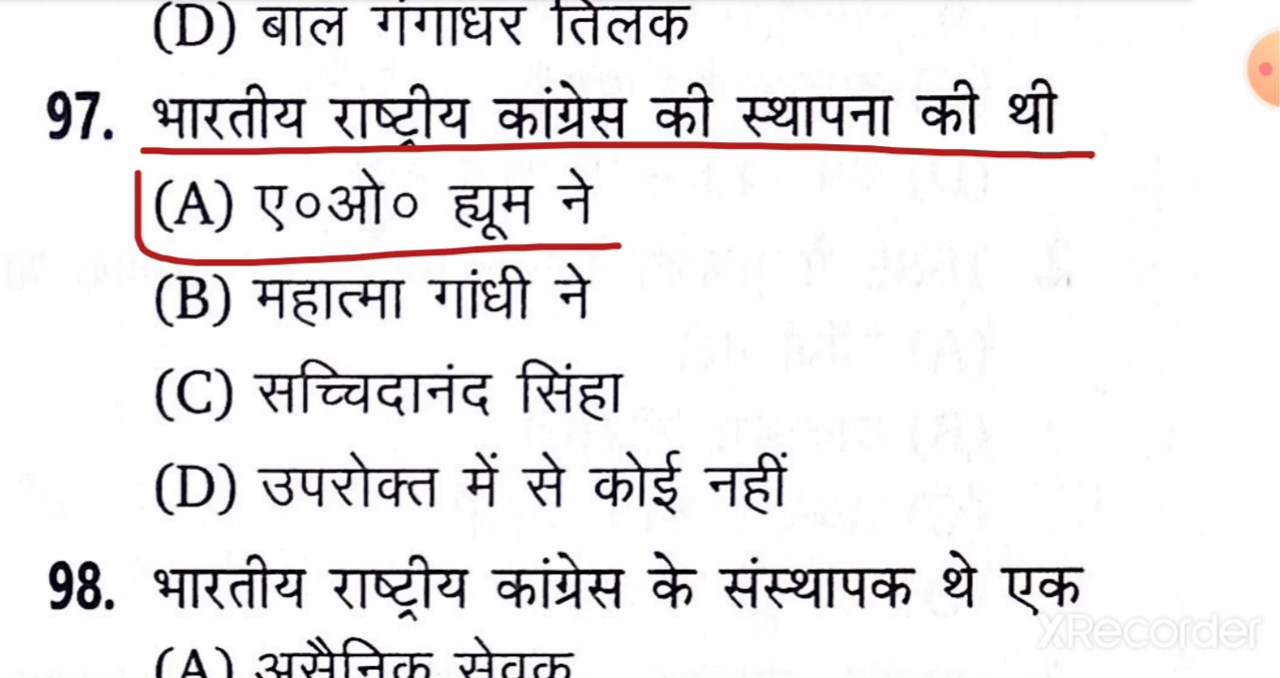 (D) बाल गंगाधर तिलक
97. भारतीय राष्ट्रीय कांग्रेस की स्थापना की थी
(A) ए०ओ० ह्यूम ने
(B) महात्मा गांधी ने
(C) सच्चिदानंद सिंहा
(D) उपरोक्त में से कोई नहीं
98. भारतीय राष्ट्रीय कांग्रेस के संस्थापक थे एक
XRecorder
(A) असैनिक सेवक